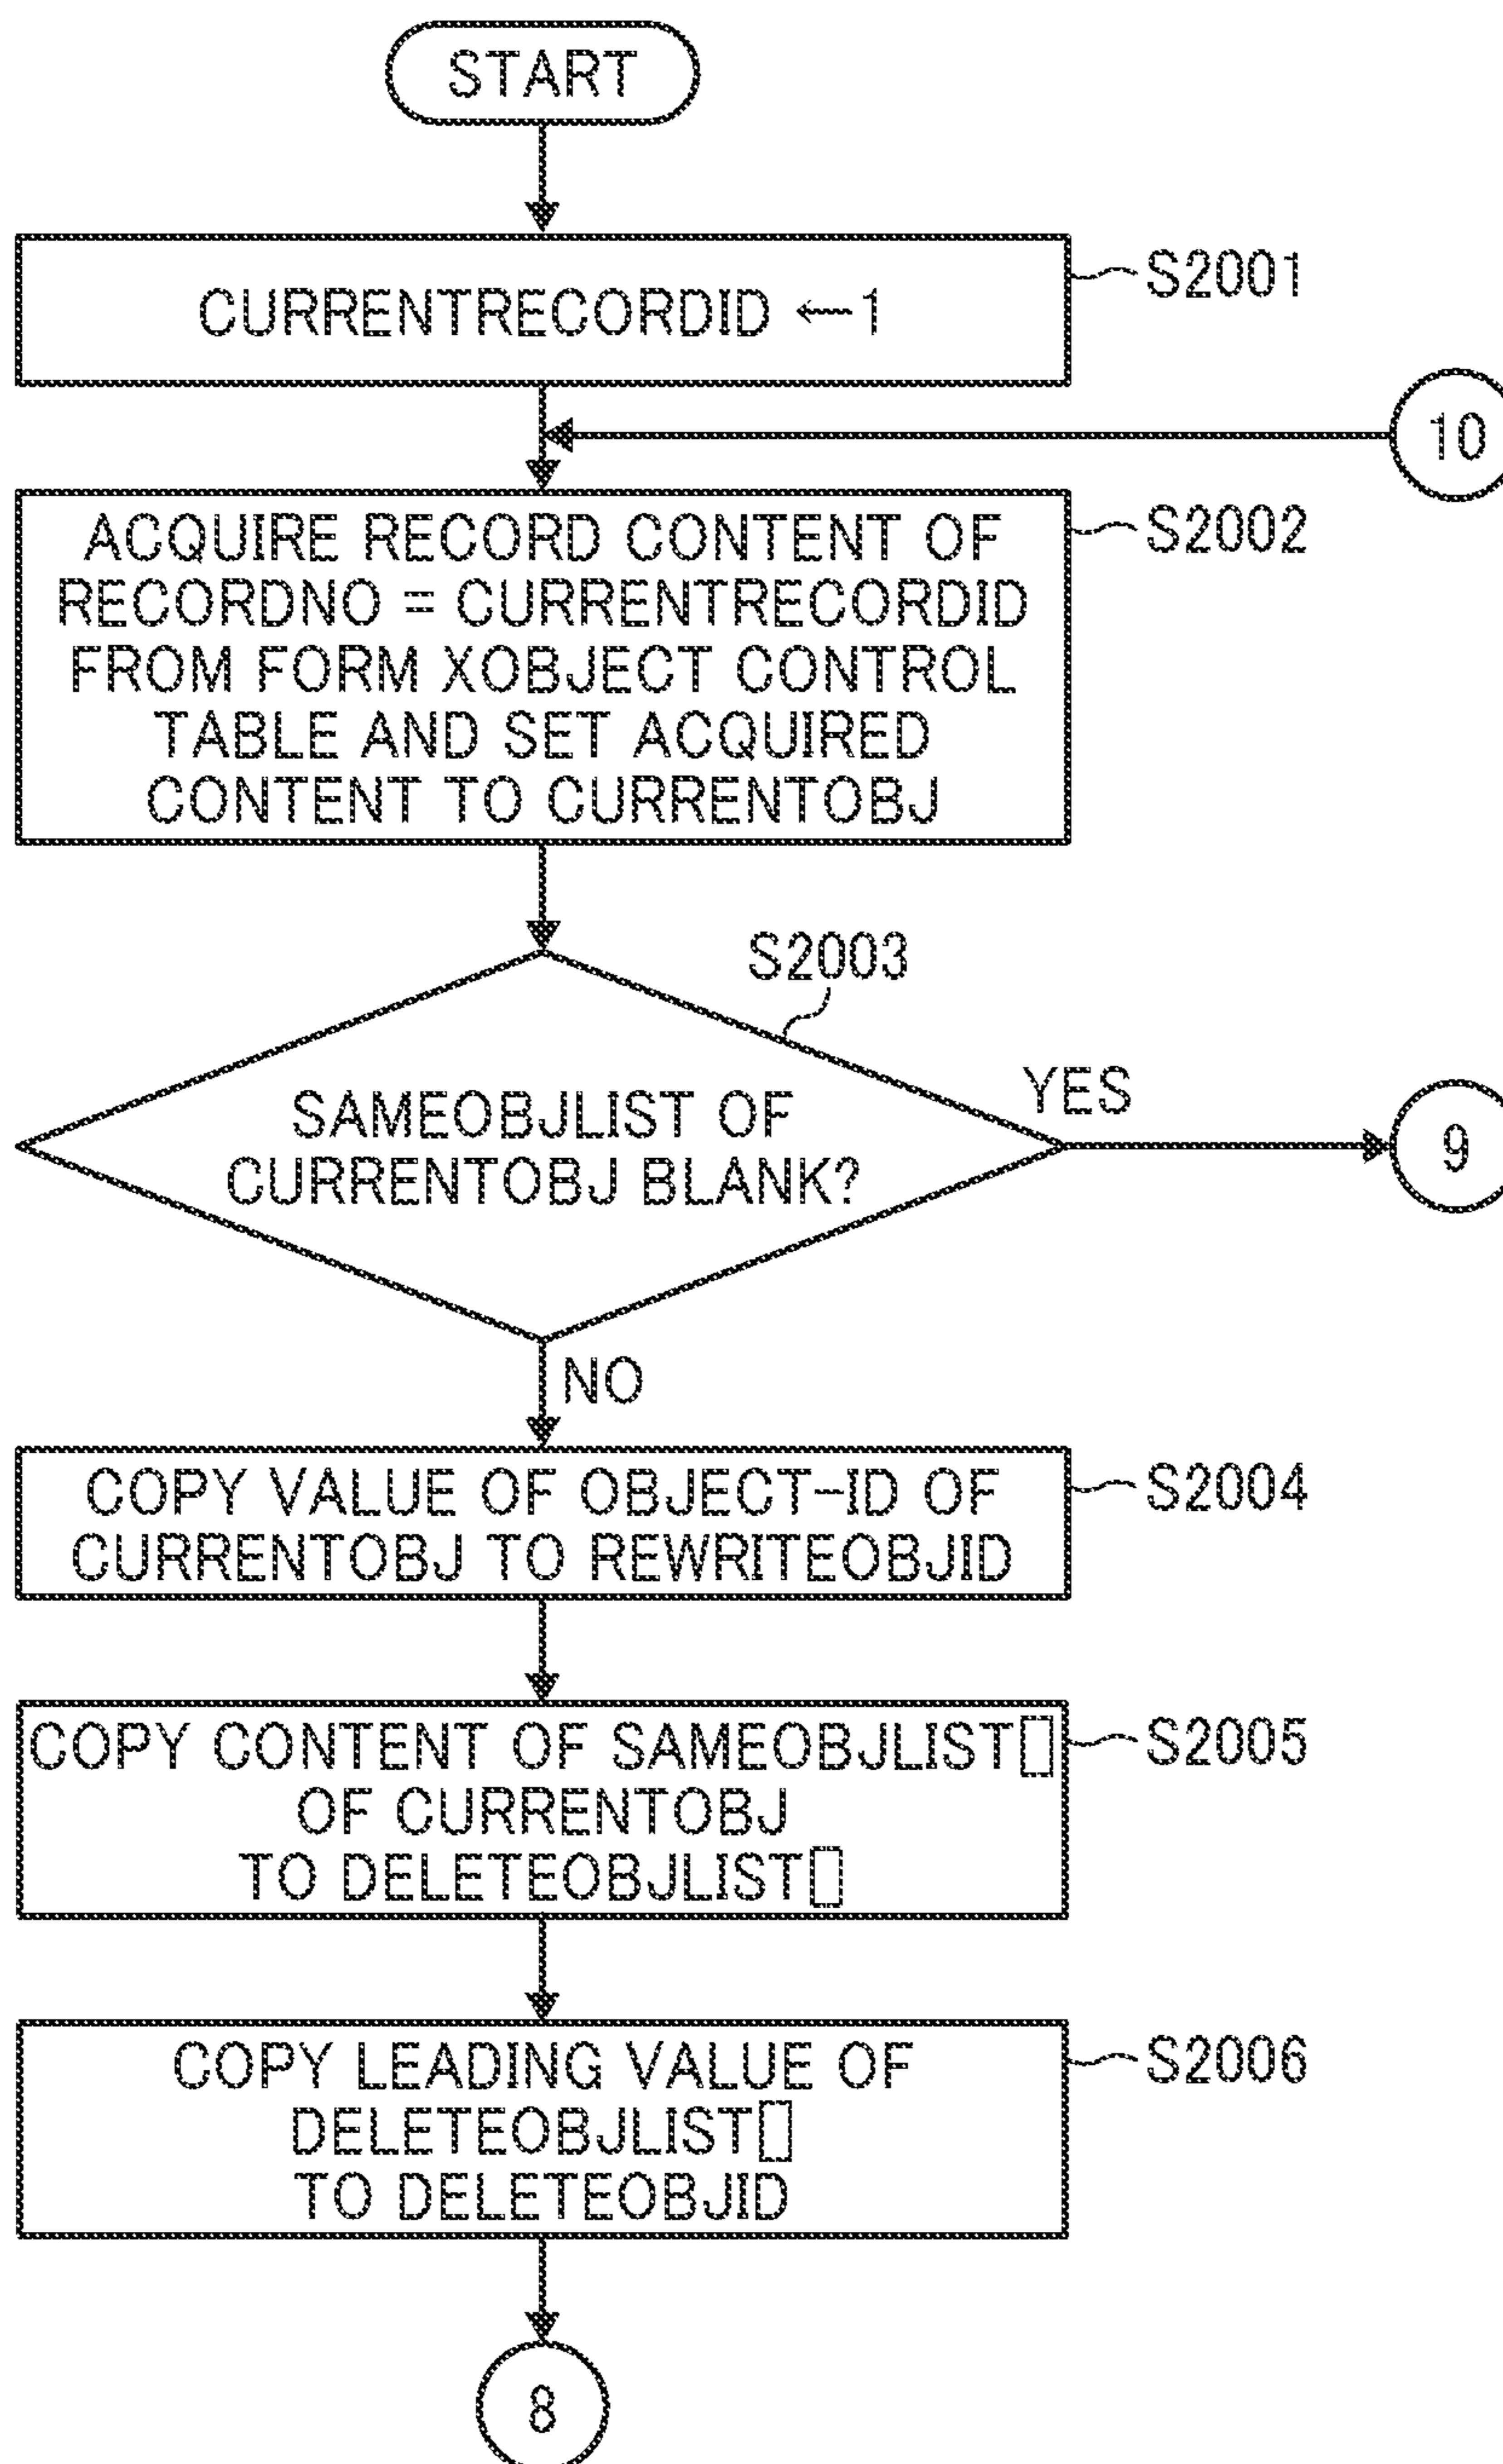 START
CURRENTRECORDID ←1
S2001
10
ACQUIRE RECORD CONTENT OF
RECORDNO = CURRENTRECORDID
FROM FORM XOBJECT CONTROL
TABLE AND SET ACQUIRED
CONTENT TO CURRENTOBJ
S2002
S2003
SAMEOBJLIST OF
CURRENTOBJ BLANK?
YES
9
NO
COPY VALUE OF OBJECT-ID OF
CURRENTOBJ TO REWRITEOBJID
S2004
COPY CONTENT OF SAMEOBJLIST[]
OF CURRENTOBJ
TO DELETEOBJLIST[]
S2005
COPY LEADING VALUE OF
DELETEOBJLIST[]
TO DELETEOBJID
S2006
8